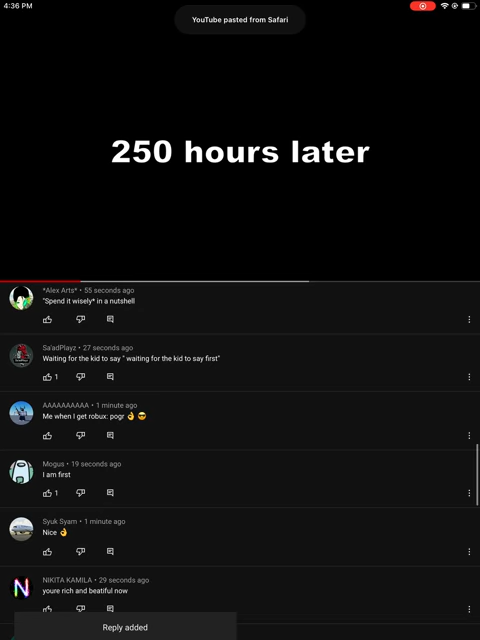 4:36 PM
YouTube pasted from Safari
250 hours later
*Alex Arts* • 55 seconds ago
"Spend it wisely* in a nutshell
Sa'adPlayz • 27 seconds ago
Waiting for the kid to say " waiting for the kid to say first"
1
AAAAAAAAAA • 1 minute ago
Me when I get robux: pogr 👌 😎
Mogus • 19 seconds ago
I am first
1
Syuk Syam • 1 minute ago
Nice 👌
NIKITA KAMILA • 29 seconds ago
youre rich and beatiful now
Reply added